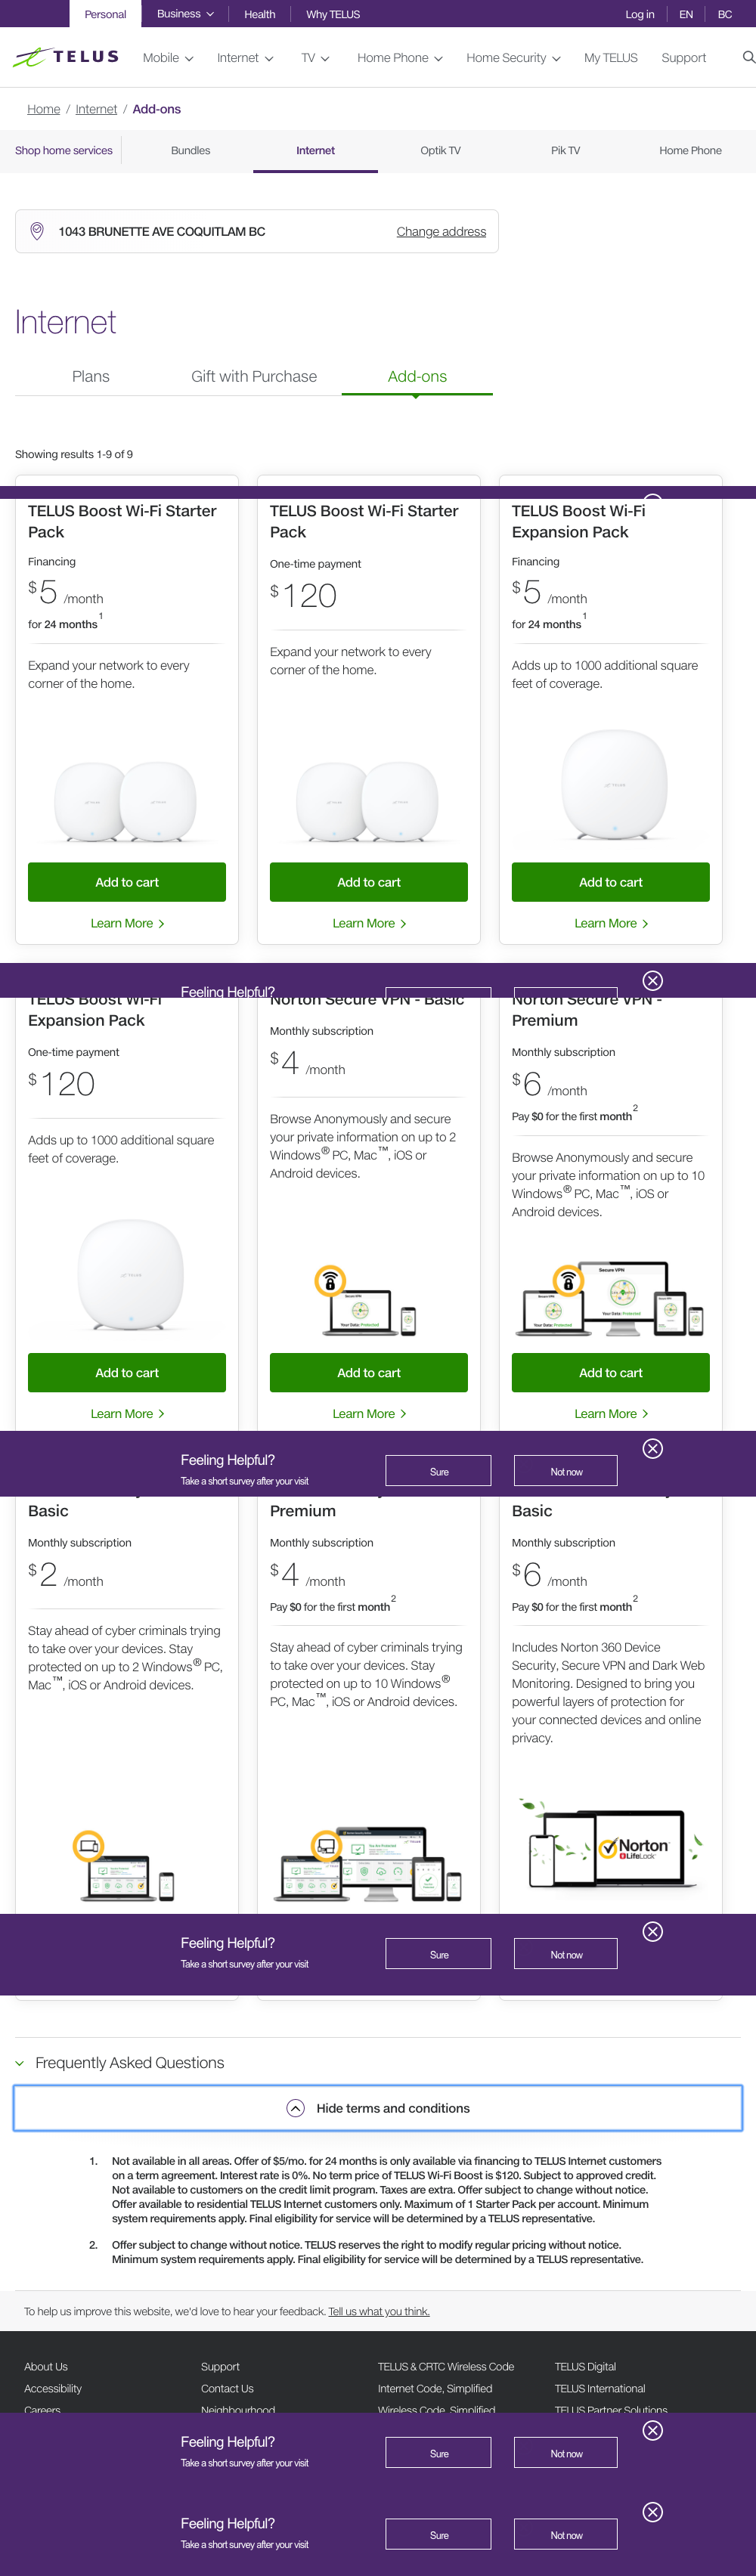 Personal Business Health Why TELUS Log in EN BC
TELUS Mobile Internet TV Home Phone Home Security My TELUS Support
Home / Internet / Add-ons
Shop home services Bundles Internet Optik TV Pik TV Home Phone
1043 BRUNETTE AVE COQUITLAM BC Change address
Internet
Plans Gift with Purchase Add-ons
Showing results 1-9 of 9
TELUS Boost Wi-Fi Starter Pack
Financing
$5 /month
for 24 months1
Expand your network to every
corner of the home.
Add to cart
Learn More
TELUS Boost Wi-Fi Starter
Pack
One-time payment
$120
Expand your network to every
corner of the home.
Add to cart
Learn More
TELUS Boost Wi-Fi
Expansion Pack
Financing
$5 /month
for 24 months1
Adds up to 1000 additional square
feet of coverage.
TELUS
Add to cart
Learn More
Feeling Helpful?
TELUS Boost Wi-Fi
Expansion Pack
One-time payment
$120
Adds up to 1000 additional square
feet of coverage.
TELUS
Add to cart
Learn More
Norton Secure VPN - Basic
Monthly subscription
$4 /month
Browse Anonymously and secure
your private information on up to 2
Windows® PC, Mac™, iOS or
Android devices.
Secure VPN
Your Data: Protected
Add to cart
Learn More
Norton Secure VPN -
Premium
Monthly subscription
$6 /month
Pay $0 for the first month2
Browse Anonymously and secure
your private information on up to 10
Windows® PC, Mac™, iOS or
Android devices.
Secure VPN
Your Data: Protected
Add to cart
Learn More
Feeling Helpful?
Take a short survey after your visit
Sure Not now
Basic
Monthly subscription
$2 /month
Stay ahead of cyber criminals trying
to take over your devices. Stay
protected on up to 2 Windows® PC,
Mac™, iOS or Android devices.
Premium
Monthly subscription
$4 /month
Pay $0 for the first month2
Stay ahead of cyber criminals trying
to take over your devices. Stay
protected on up to 10 Windows®
PC, Mac™, iOS or Android devices.
Basic
Monthly subscription
$6 /month
Pay $0 for the first month2
Includes Norton 360 Device
Security, Secure VPN and Dark Web
Monitoring. Designed to bring you
powerful layers of protection for
your connected devices and online
privacy.
Norton
LifeLock
Feeling Helpful?
Take a short survey after your visit
Sure Not now
Frequently Asked Questions
Hide terms and conditions
1. Not available in all areas. Offer of $5/mo. for 24 months is only available via financing to TELUS Internet customers
on a term agreement. Interest rate is 0%. No term price of TELUS Wi-Fi Boost is $120. Subject to approved credit.
Not available to customers on the credit limit program. Taxes are extra. Offer subject to change without notice.
Offer available to residential TELUS Internet customers only. Maximum of 1 Starter Pack per account. Minimum
system requirements apply. Final eligibility for service will be determined by a TELUS representative.
2. Offer subject to change without notice. TELUS reserves the right to modify regular pricing without notice.
Minimum system requirements apply. Final eligibility for service will be determined by a TELUS representative.
To help us improve this website, we'd love to hear your feedback. Tell us what you think.
About Us Support TELUS & CRTC Wireless Code TELUS Digital
Accessibility Contact Us Internet Code, Simplified TELUS International
Careers Neighbourhood Wireless Code, Simplified TELUS Partner Solutions
Feeling Helpful?
Take a short survey after your visit
Sure Not now
Feeling Helpful?
Take a short survey after your visit
Sure Not now